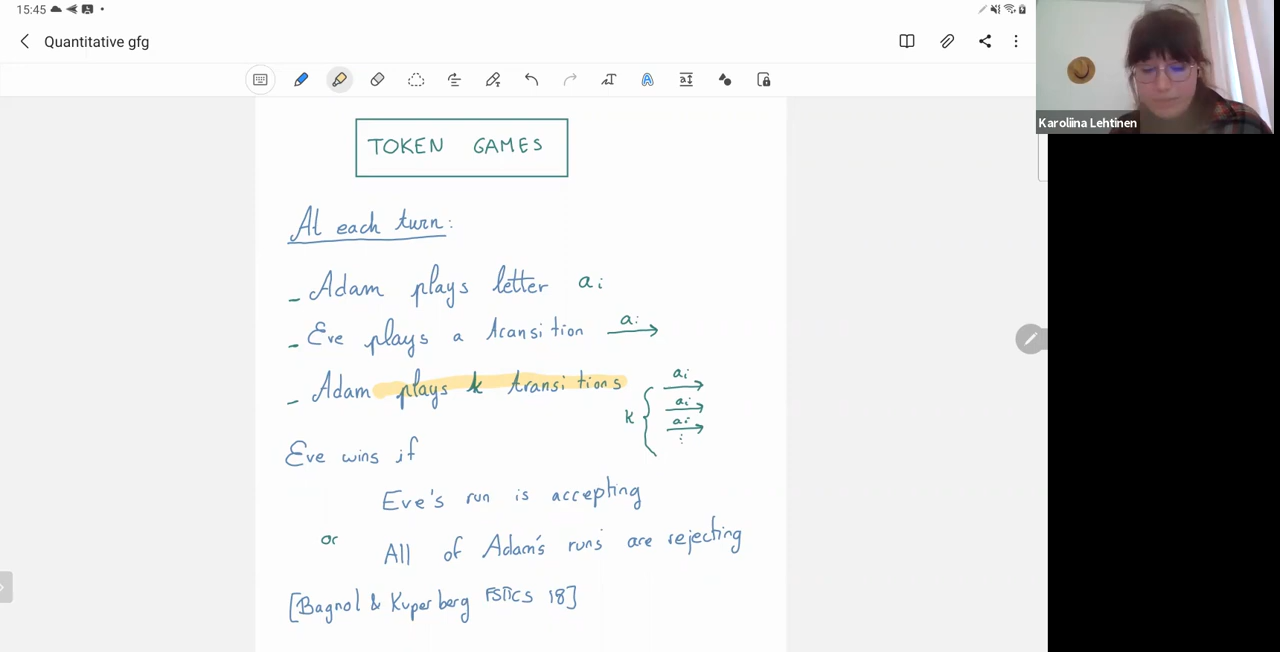 15:45
Quantitative gfg
Karoliina Lehtinen
TOKEN GAMES
At each turn:
- Adam plays letter ai
- Eve plays a transition ai
- Adam plays k transitions
k { ai
ai
ai
Eve wins if
Eve's run is accepting
or All of Adam's runs are rejecting
[Bagnol & Kuperberg FSTTCS 18]